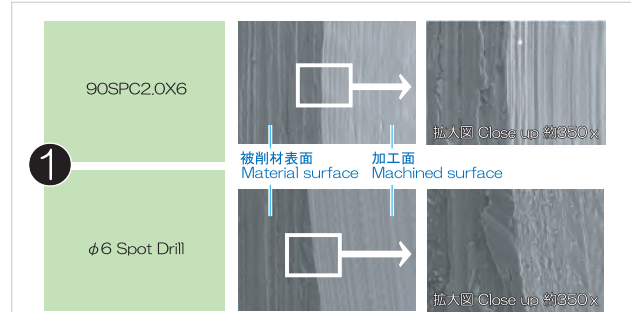 90SPC2.0X6
拡大図 Close up 約350x
被削材表面 加工面
Material surface Machined surface
1
φ6 Spot Drill
拡大図 Close up 約350x